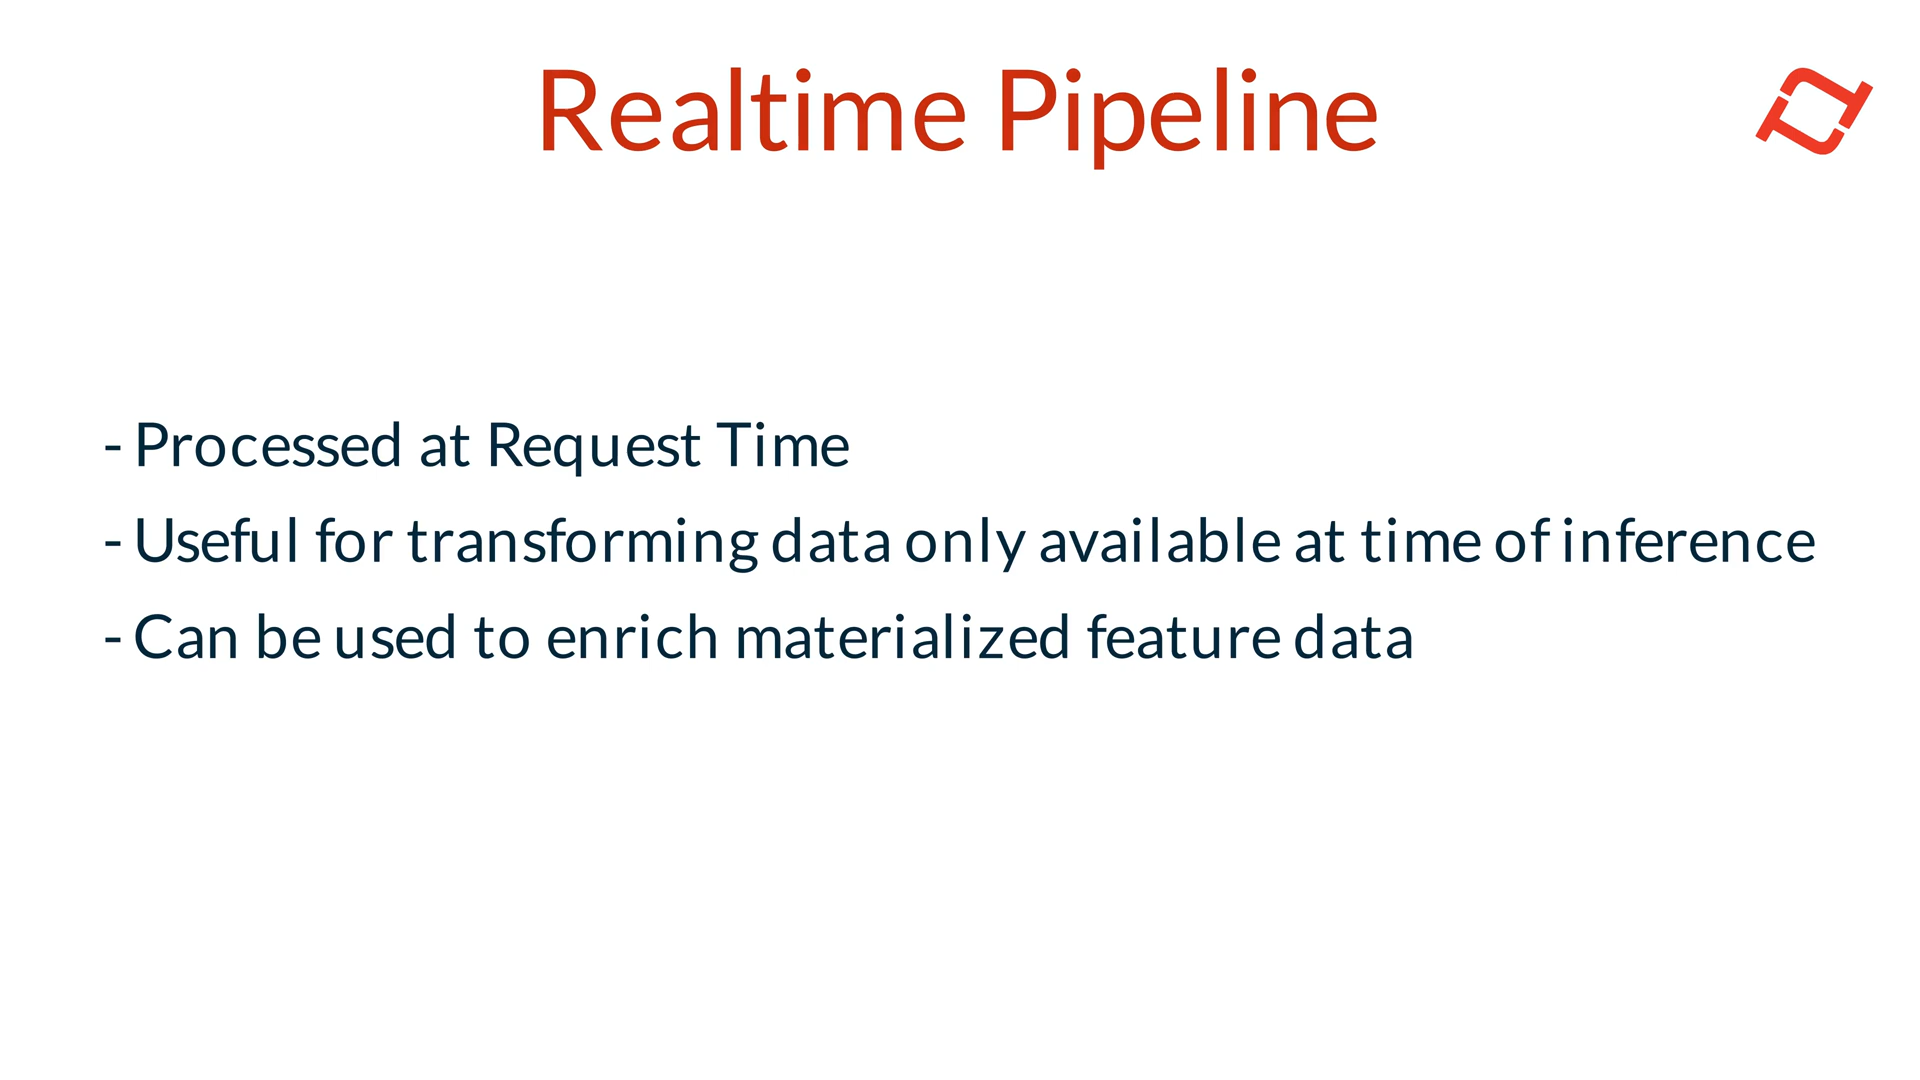 Realtime Pipeline
- Processed at Request Time
- Useful for transforming data only available at time of inference
- Can be used to enrich materialized feature data